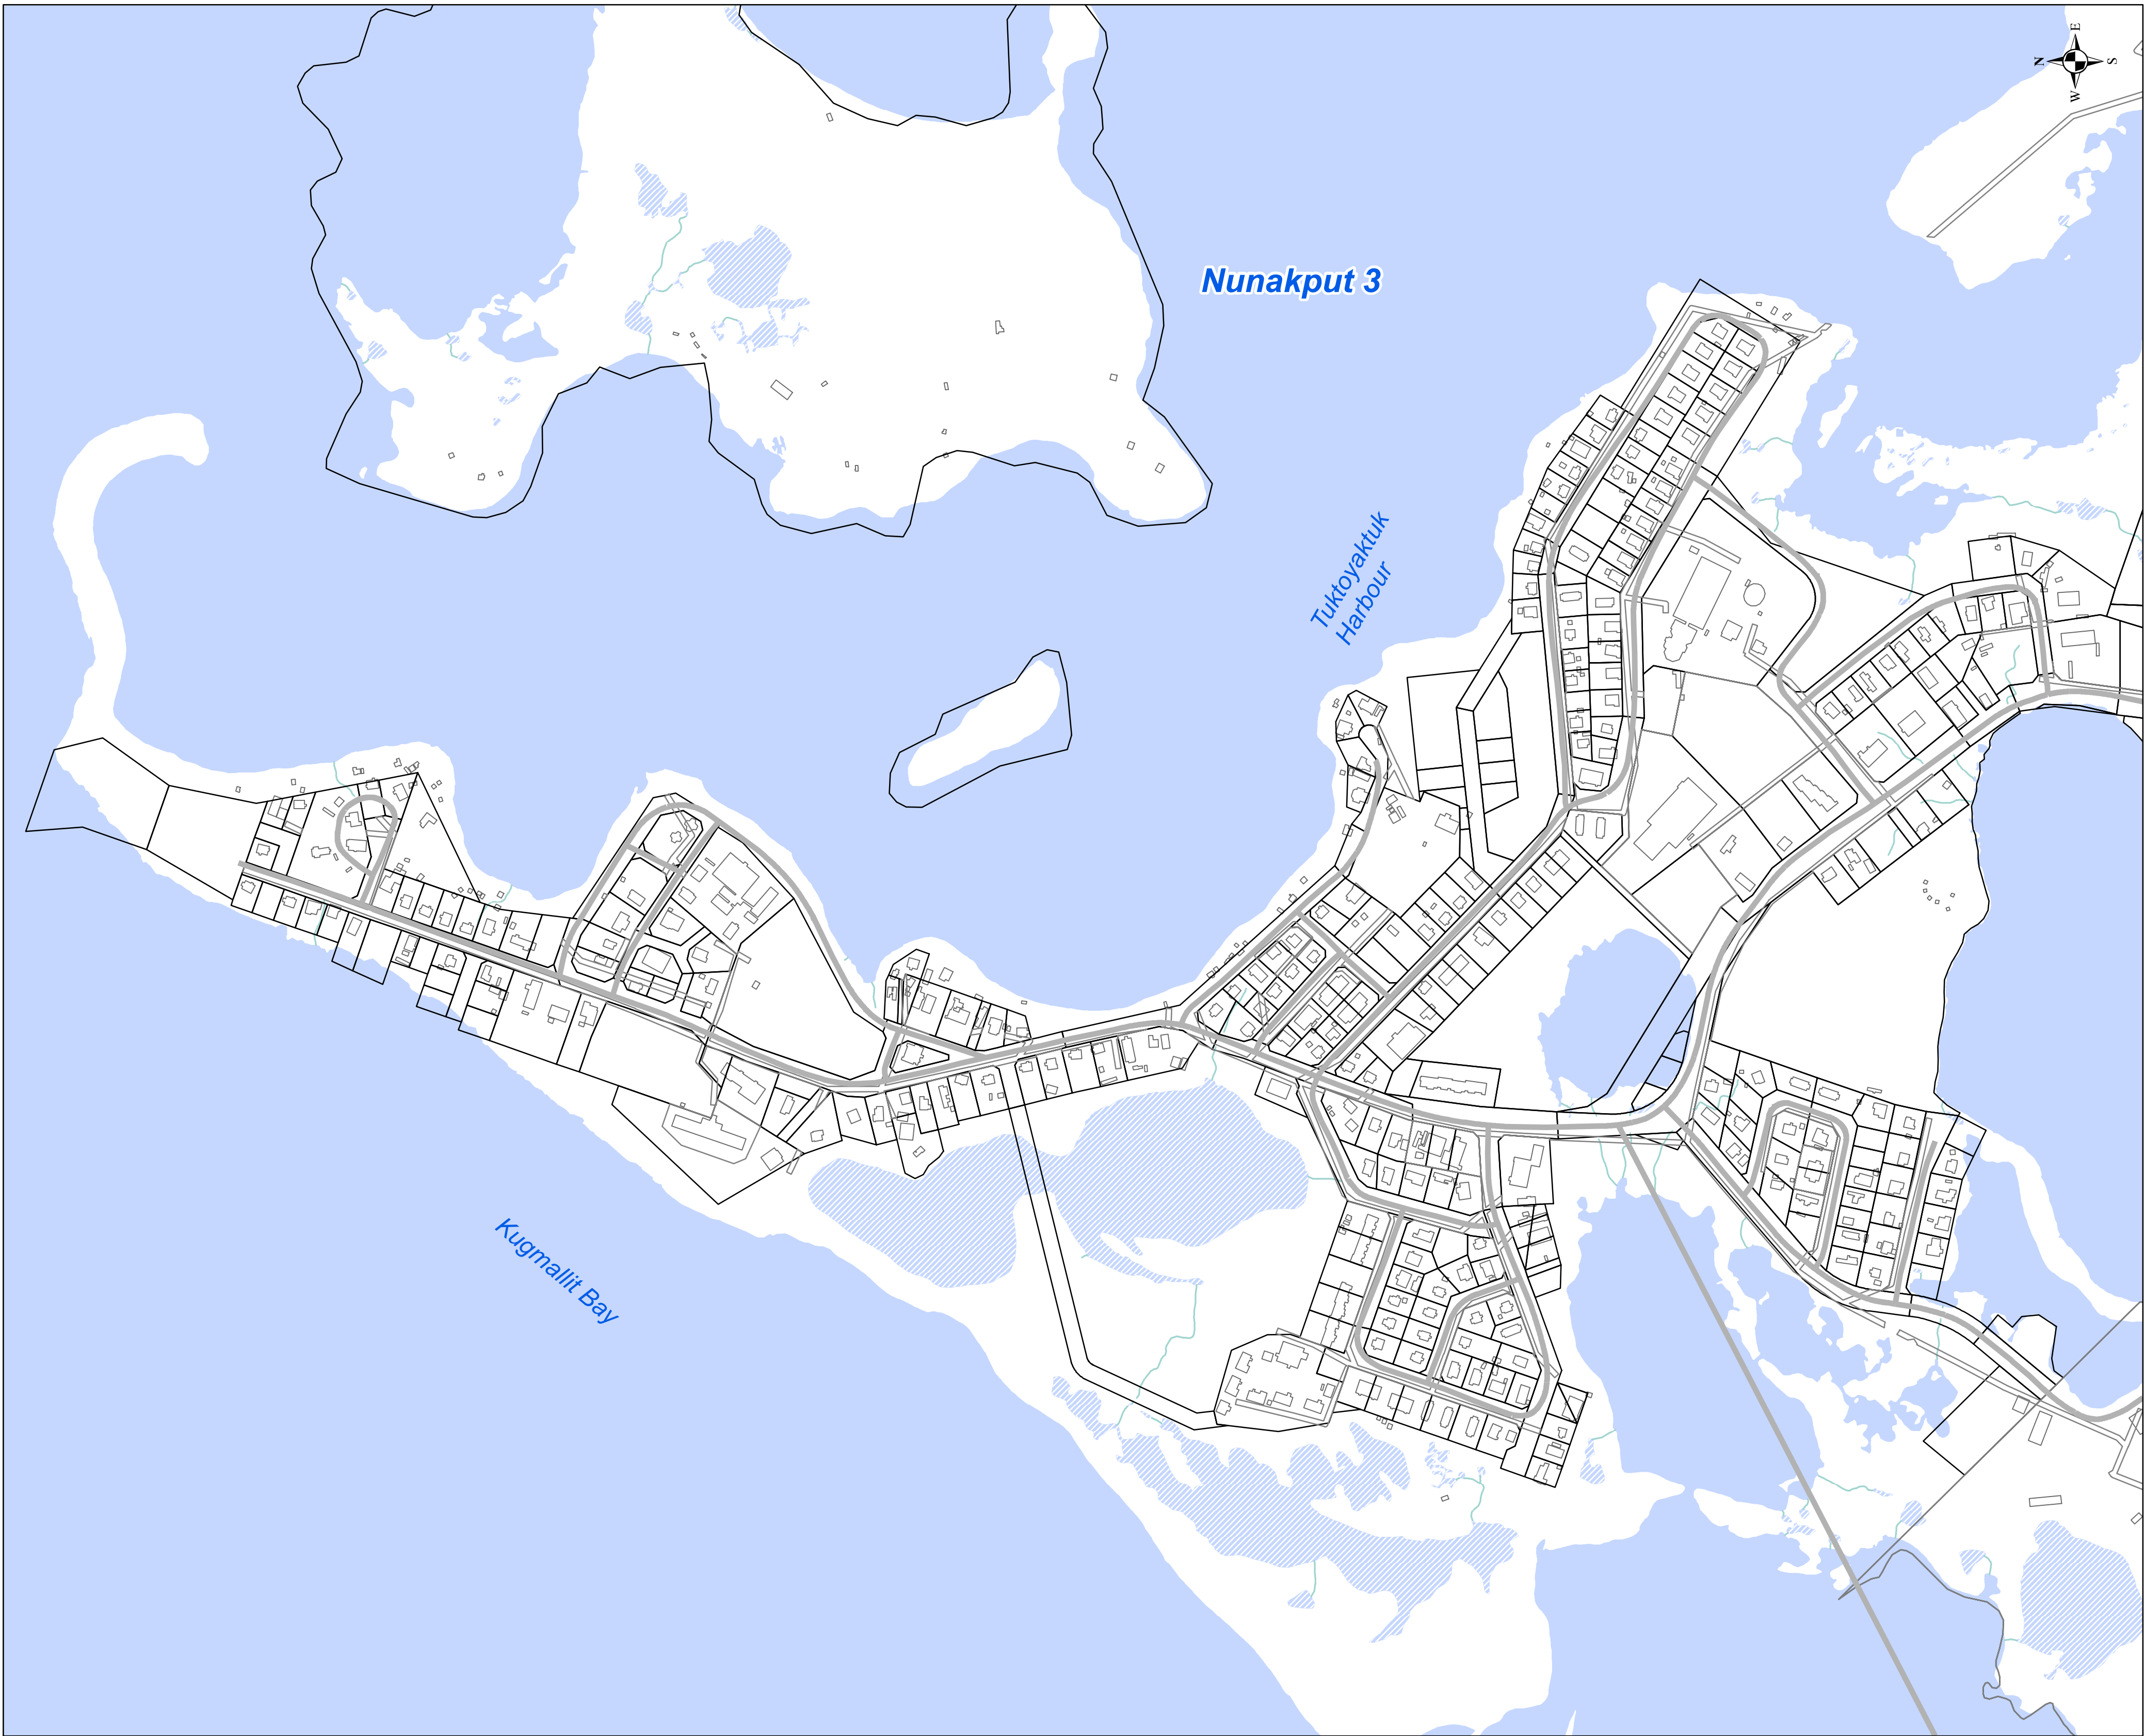 E
N
S
W
Nunakput 3
Tuktoyaktuk
Harbour
Kugmallit Bay